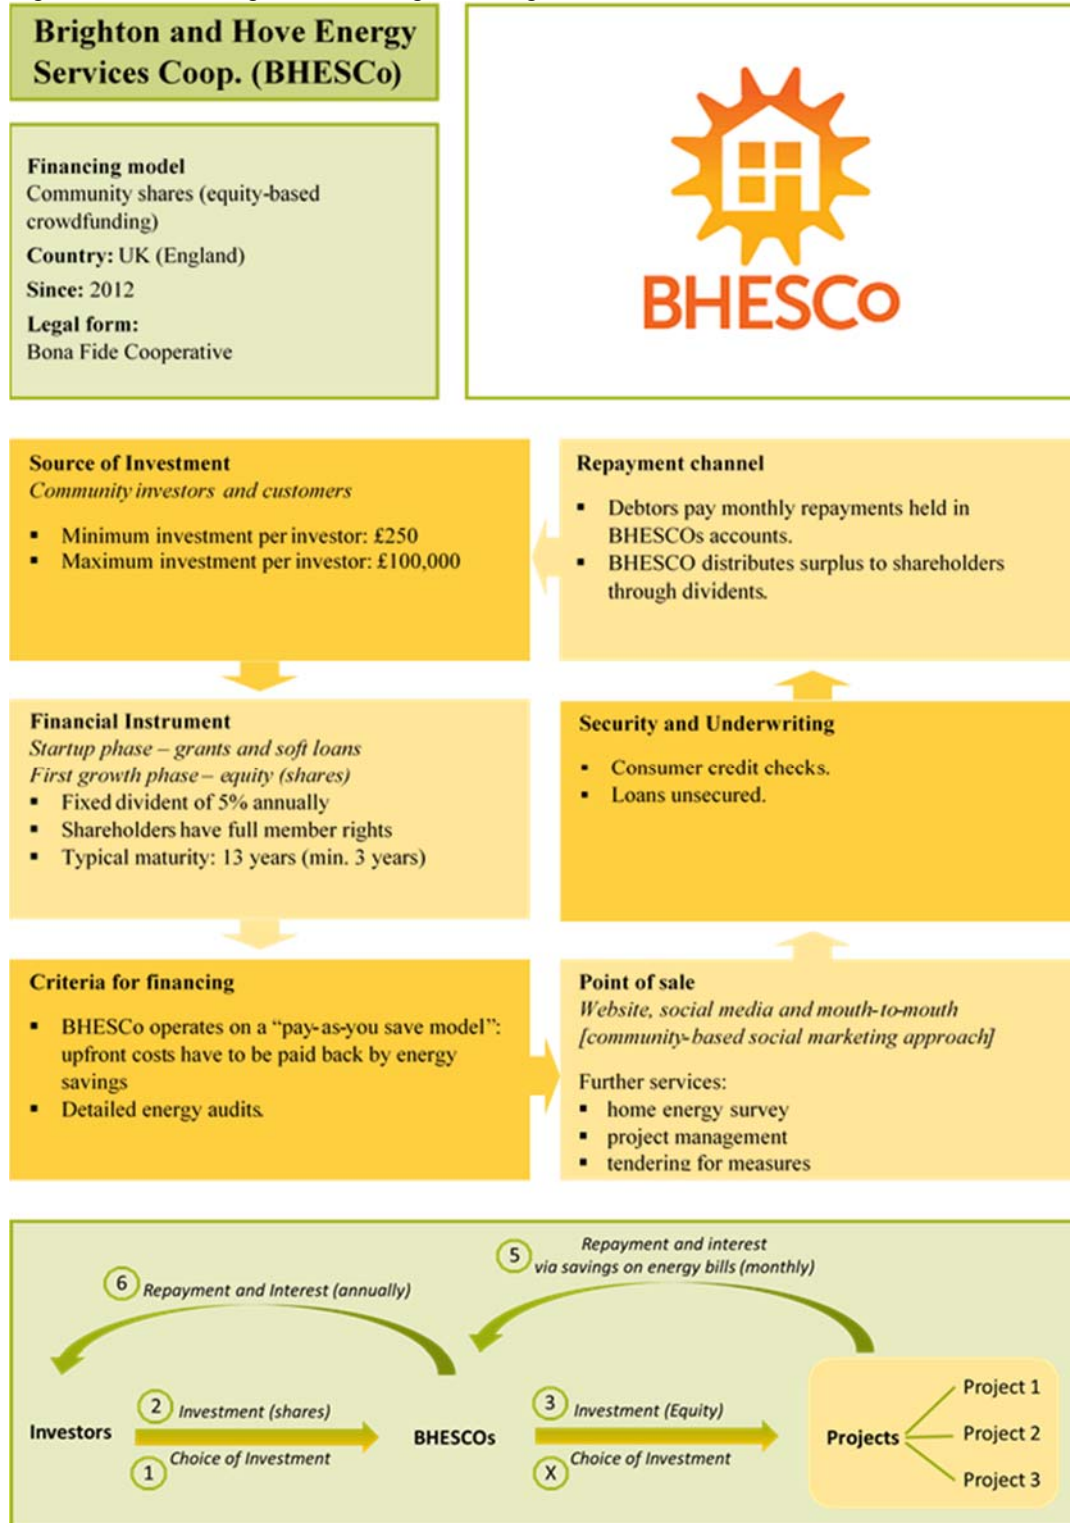 Brighton and Hove Energy
Services Coop. (BHESCo)
Financing model
Community shares (equity-based
crowdfunding)
Country: UK (England)
Since: 2012
Legal form:
Bona Fide Cooperative
BHESCo
Source of Investment
Community investors and customers
▪ Minimum investment per investor: £250
▪ Maximum investment per investor: £100,000
Repayment channel
▪ Debtors pay monthly repayments held in
BHESCOs accounts.
▪ BHESCO distributes surplus to shareholders
through dividents.
Financial Instrument
Startup phase – grants and soft loans
First growth phase – equity (shares)
▪ Fixed divident of 5% annually
▪ Shareholders have full member rights
▪ Typical maturity: 13 years (min. 3 years)
Security and Underwriting
▪ Consumer credit checks.
▪ Loans unsecured.
Criteria for financing
▪ BHESCo operates on a “pay-as-you save model”:
upfront costs have to be paid back by energy
savings
▪ Detailed energy audits.
Point of sale
Website, social media and mouth-to-mouth
[community-based social marketing approach]
Further services:
▪ home energy survey
▪ project management
▪ tendering for measures
5 Repayment and interest
via savings on energy bills (monthly)
6 Repayment and Interest (annually)
2 Investment (shares)
Investors
1 Choice of Investment
BHESCOs
3 Investment (Equity)
X Choice of Investment
Projects
Project 1
Project 2
Project 3